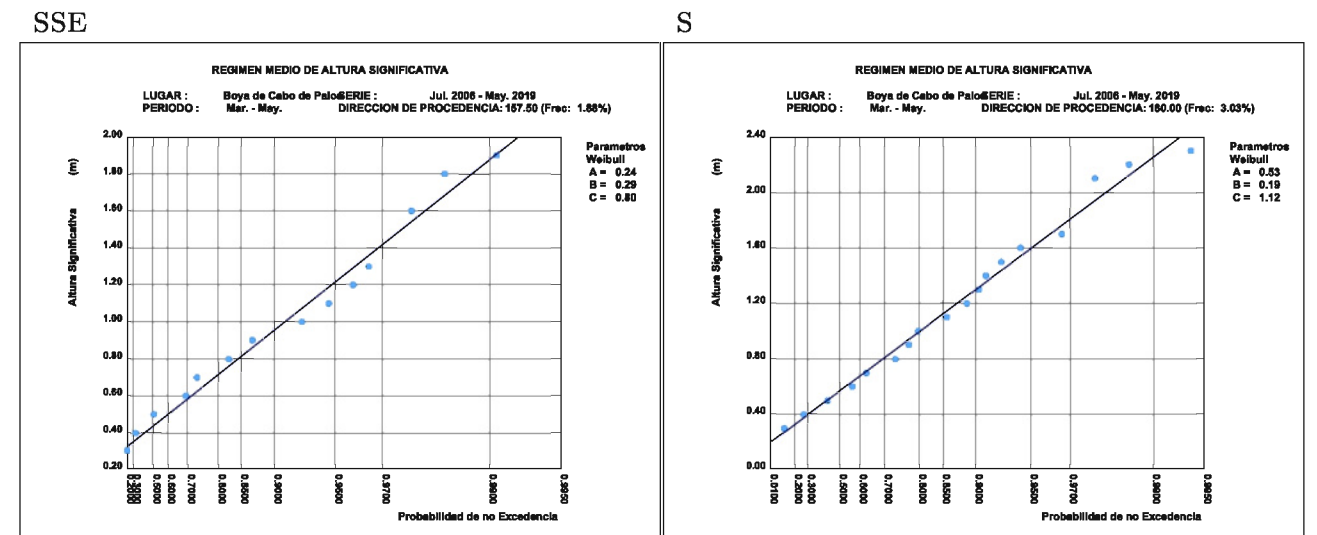 SSE
REGIMEN MEDIO DE ALTURA SIGNIFICATIVA
LUGAR : Boya de Cabo de Palos SERIE : Jul. 2006 - May. 2019
PERIODO : Mar. - May. DIRECCION DE PROCEDENCIA: 157.50 (Frec: 1.88%)
Parametros
Weibull
A = 0.24
B = 0.29
C = 0.80
(m)
Altura Significativa
2.00
1.80
1.60
1.40
1.20
1.00
0.80
0.60
0.40
0.20
0.2000 0.3000 0.5000 0.6000 0.7000 0.8000 0.8500 0.9000 0.9500 0.9700 0.9900 0.9950
Probabilidad de no Excedencia
S
REGIMEN MEDIO DE ALTURA SIGNIFICATIVA
LUGAR : Boya de Cabo de Palos SERIE : Jul. 2006 - May. 2019
PERIODO : Mar. - May. DIRECCION DE PROCEDENCIA: 180.00 (Frec: 3.03%)
Parametros
Weibull
A = 0.53
B = 0.19
C = 1.12
(m)
Altura Significativa
2.40
2.00
1.60
1.20
0.80
0.40
0.00
0.0100 0.2000 0.3000 0.5000 0.6000 0.7000 0.8000 0.8500 0.9000 0.9500 0.9700 0.9900 0.9950
Probabilidad de no Excedencia